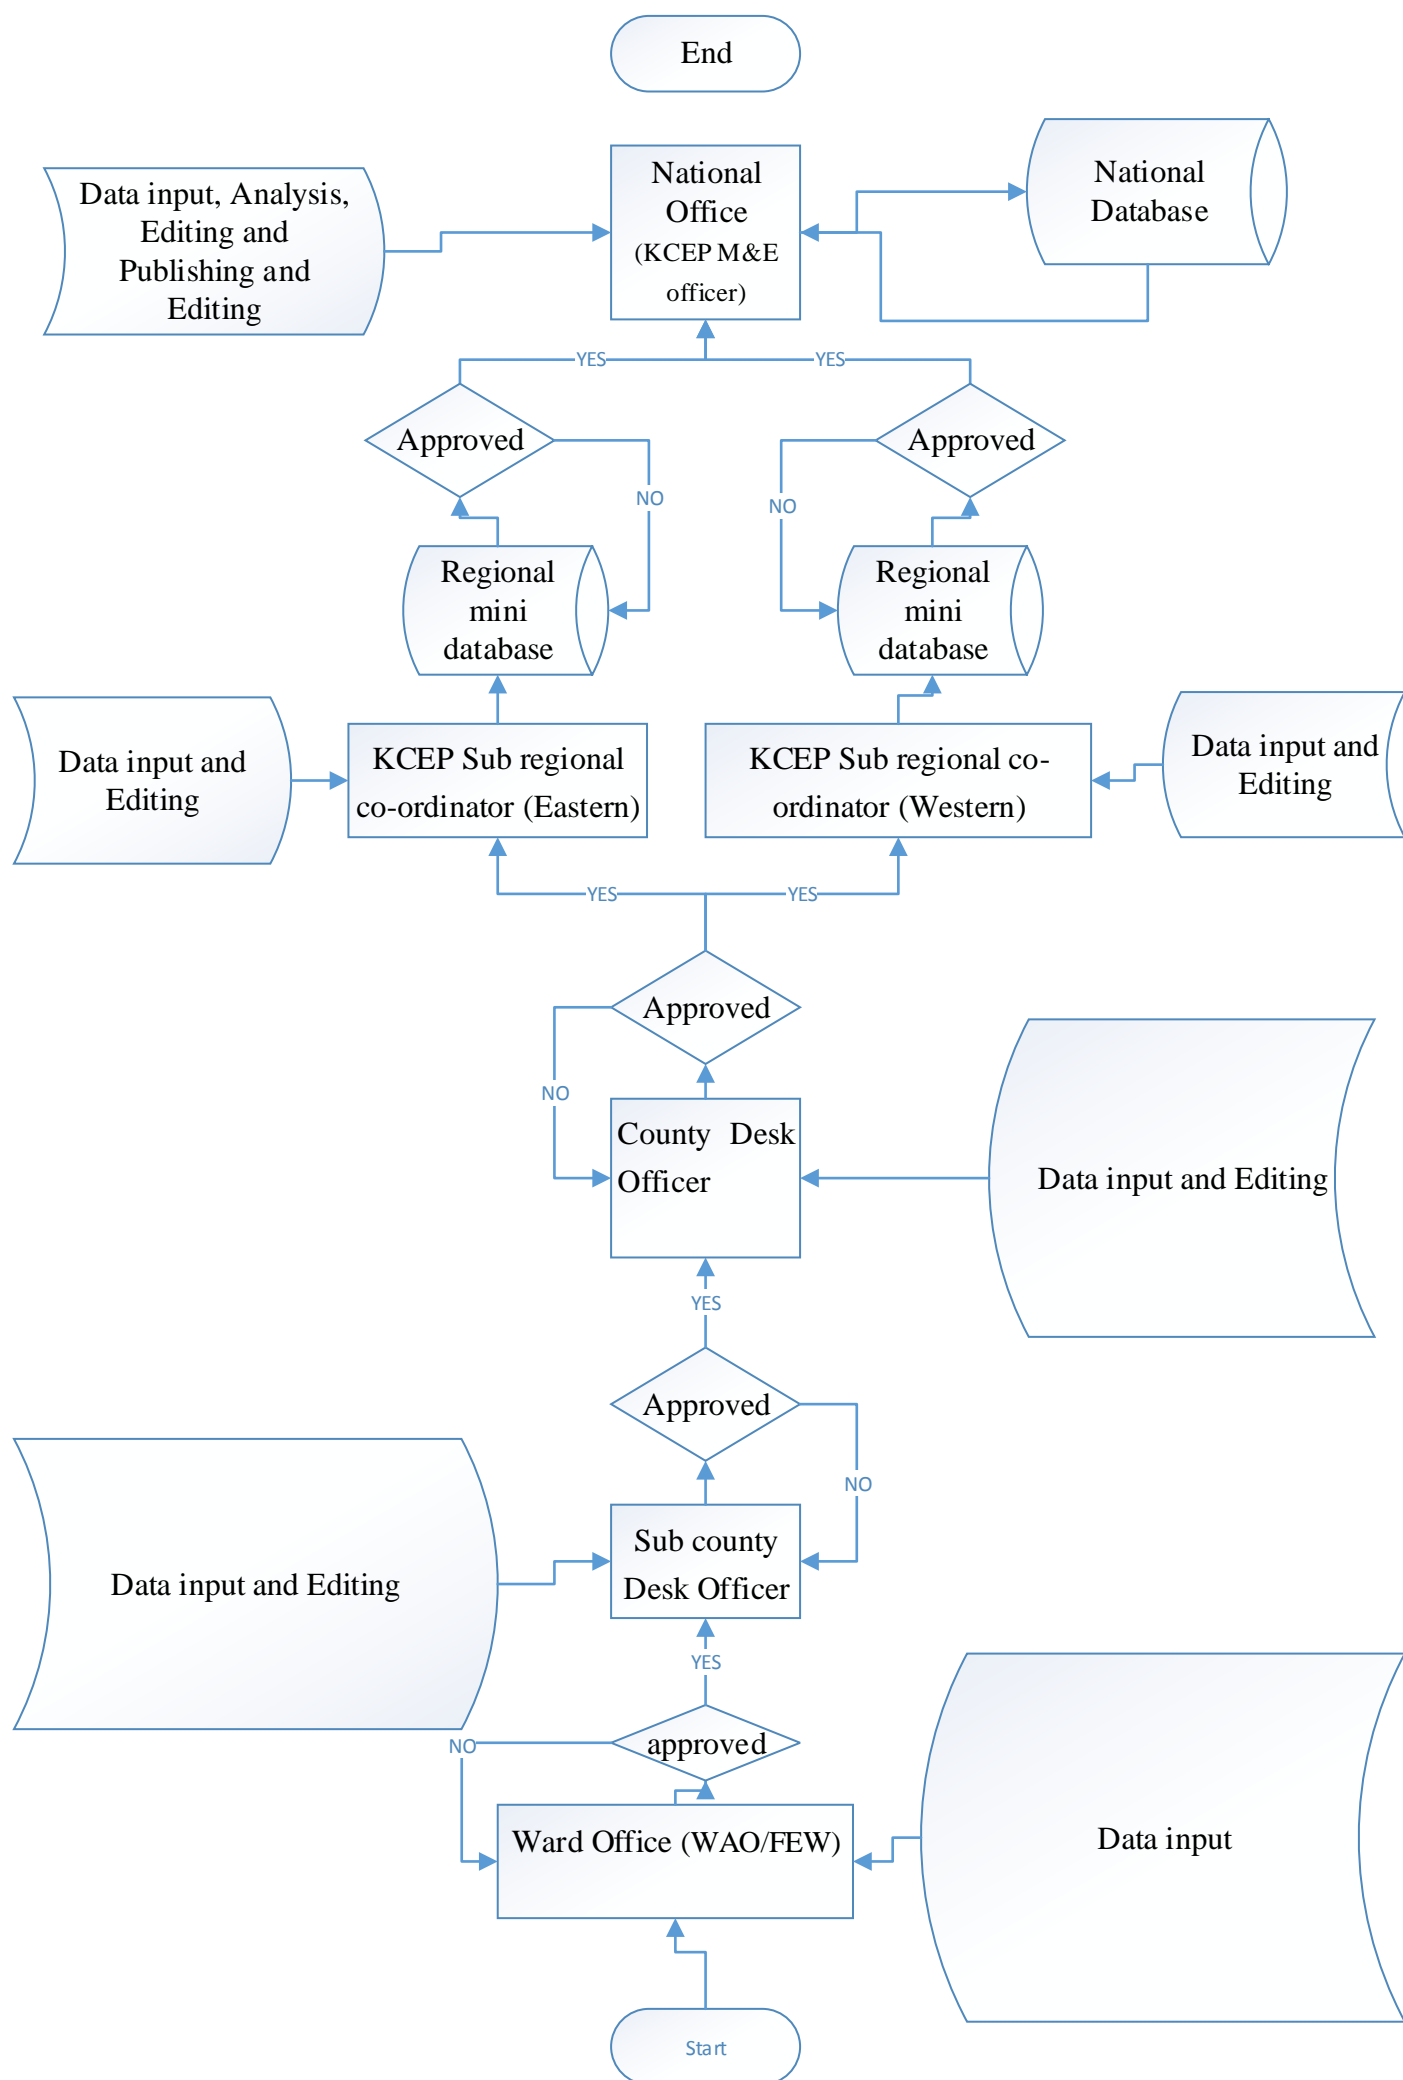 End
Data input, Analysis,
Editing and
Publishing and
Editing
National
Office
(KCEP M&E
officer)
National
Database
YES
YES
Approved
Approved
NO
NO
Regional
mini
database
Regional
mini
database
Data input and
Editing
KCEP Sub regional
co-ordinator (Eastern)
KCEP Sub regional co-
ordinator (Western)
Data input and
Editing
YES
YES
Approved
NO
County Desk
Officer
Data input and Editing
YES
Approved
NO
Sub county
Desk Officer
Data input and Editing
YES
approved
NO
Ward Office (WAO/FEW)
Data input
Start